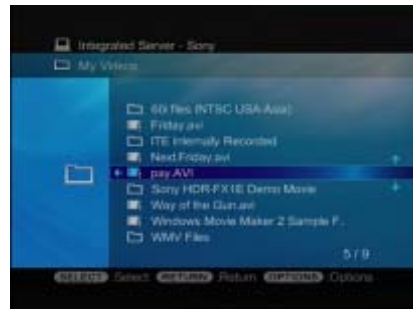 Integrated Server - Sony
My Videos
60i files (NTSC USA-Asia)
Friday.avi
ITE Internally Recorded
Next.Friday.avi
pay.AVI
Sony HDR-FX1E Demo Movie
Way of the Gun.avi
Windows Movie Maker 2 Sample F..
WMV Files
5 / 9
SELECT Select RETURN Return OPTIONS Options